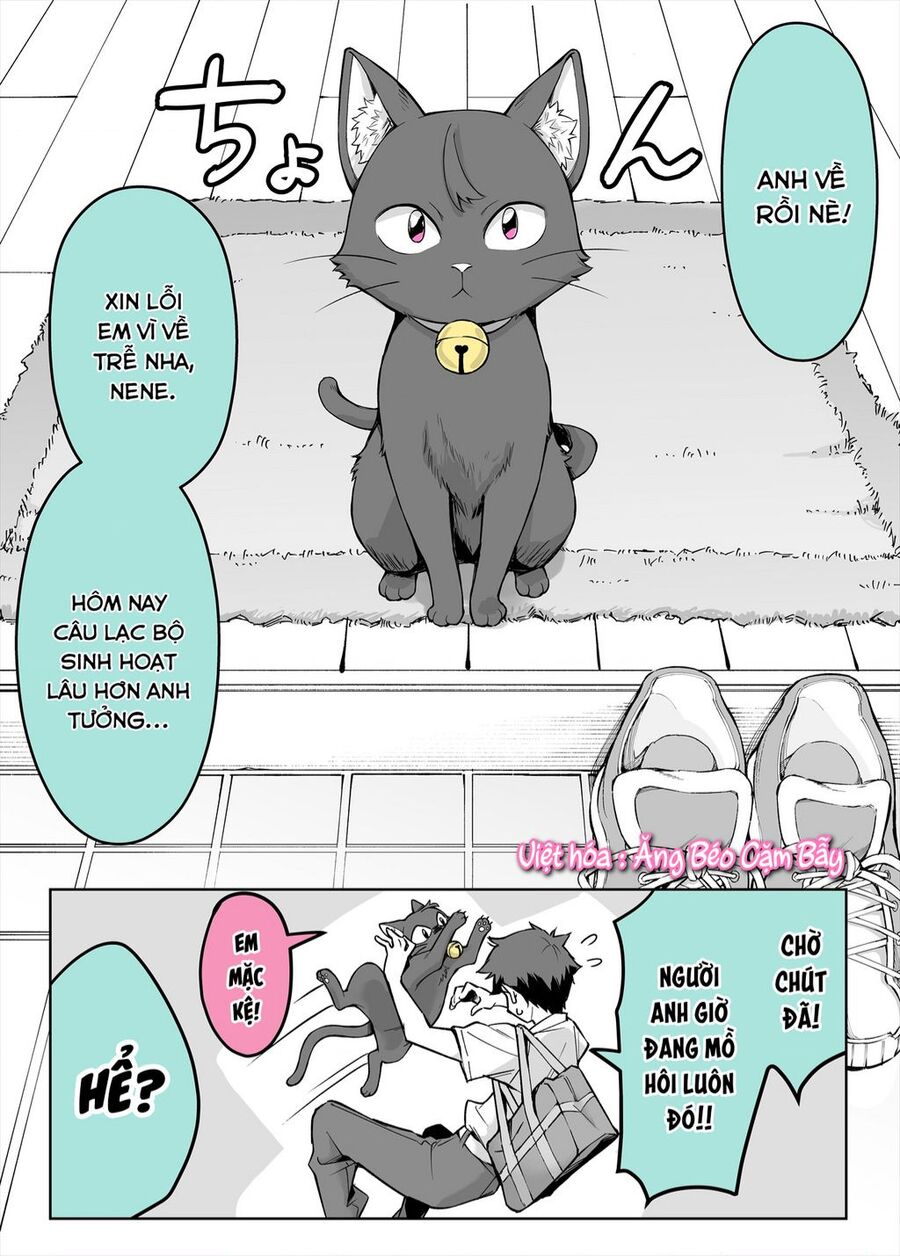 ちょん
ANH VỀ
RỒI NÈ!
XIN LỖI
EM VÌ VỀ
TRỄ NHA,
NENE.
HÔM NAY
CÂU LẠC BỘ
SINH HOẠT
LÂU HƠN ANH
TƯỞNG...
Việt hóa : Ăng Béo Cặm Bẫy
CHỜ
CHÚT
ĐÃ!
NGƯỜI
ANH GIỜ
ĐANG MỒ
HÔI LUÔN
ĐÓ!!
EM
MẶC
KỆ!
HỂ?